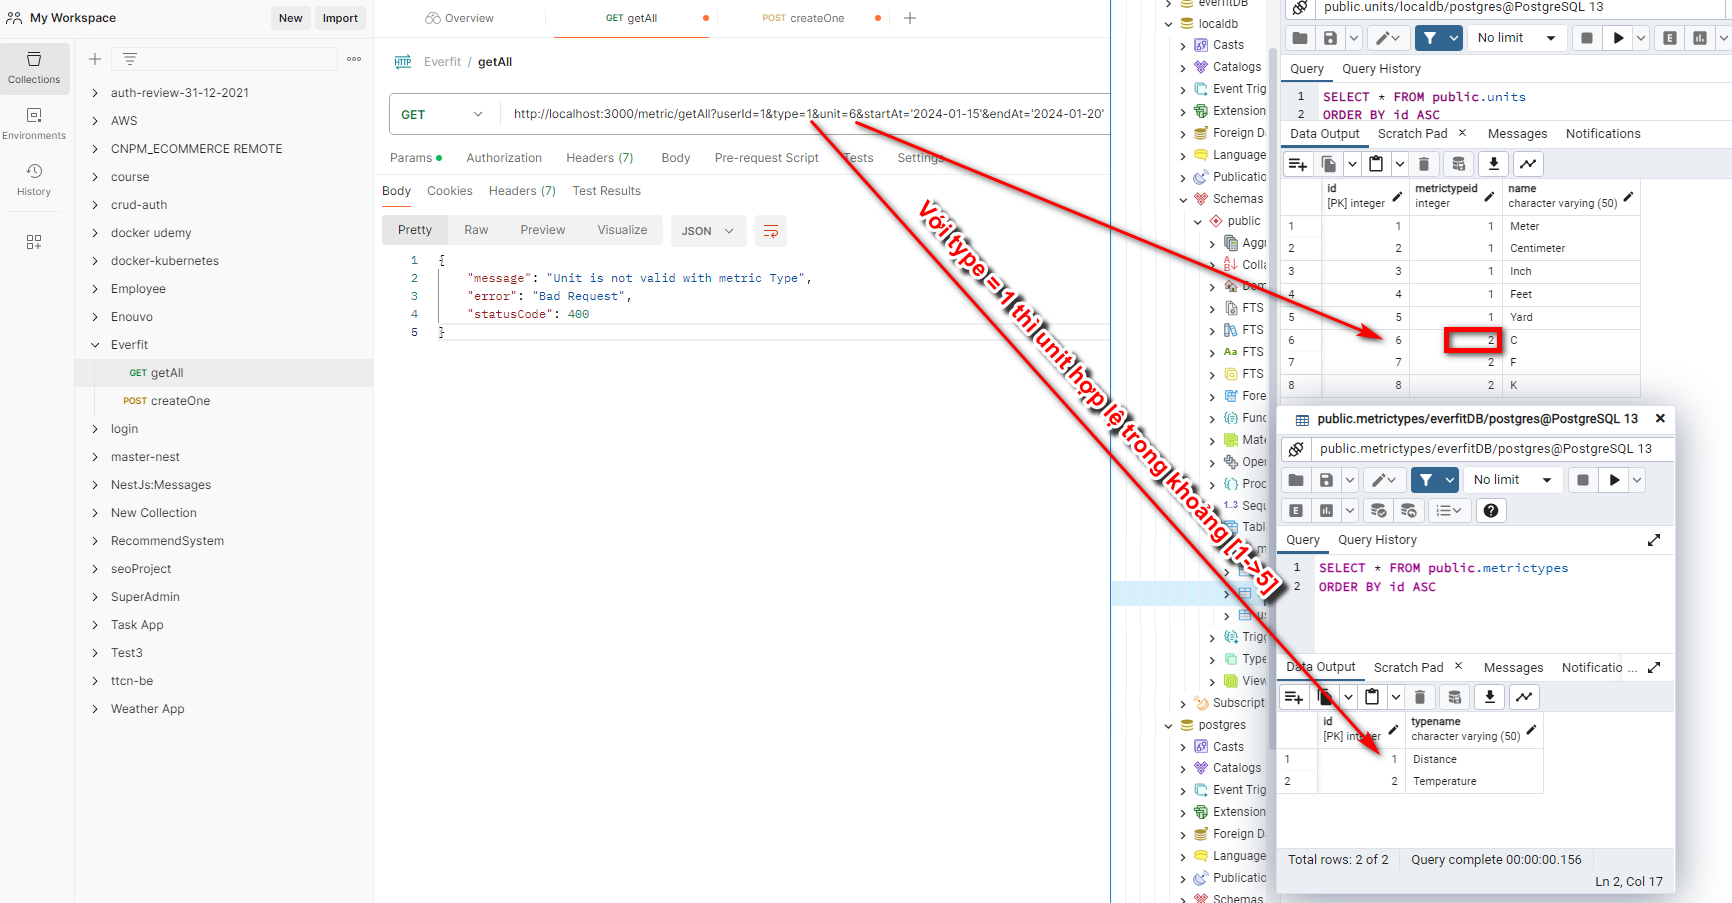 My Workspace
New
Import
Collections
Environments
History
auth-review-31-12-2021
AWS
CNPM_ECOMMERCE REMOTE
course
crud-auth
docker udemy
docker-kubernetes
Employee
Enouvo
Everfit
GET getAll
POST createOne
login
master-nest
NestJs:Messages
New Collection
RecommendSystem
seoProject
SuperAdmin
Task App
Test3
ttcn-be
Weather App
Overview
GET getAll
POST createOne
HTTP Everfit / getAll
GET
http://localhost:3000/metric/getAll?userId=1&type=1&unit=6&startAt='2024-01-15'&endAt='2024-01-20'
Params
Authorization
Headers (7)
Body
Pre-request Script
Tests
Settings
Body
Cookies
Headers (7)
Test Results
Pretty
Raw
Preview
Visualize
JSON
1 {
2 "message": "Unit is not valid with metric Type",
3 "error": "Bad Request",
4 "statusCode": 400
5 }
Với type = 1 thì unit hợp lệ trong khoảng [1->5]
everfitDB
localdb
Casts
Catalogs
Event Trig
Extension
Foreign Da
Language
Publicatio
Schemas
public
Aggr
Colla
Dom
FTS
FTS
FTS
FTS
Fore
Func
Mate
Oper
Proc
1..3 Sequ
Table
m
us
Trigg
Type
View
Subscript
postgres
Casts
Catalogs
Event Trig
Extension
Foreign Da
Language
Publicatio
Schemas
public.units/localdb/postgres@PostgreSQL 13
No limit
Query
Query History
1 SELECT * FROM public.units
2 ORDER BY id ASC
Data Output
Scratch Pad
Messages
Notifications
id
[PK] integer
metrictypeid
integer
name
character varying (50)
1 1 1 Meter
2 2 1 Centimeter
3 3 1 Inch
4 4 1 Feet
5 5 1 Yard
6 6 2 C
7 7 2 F
8 8 2 K
public.metrictypes/everfitDB/postgres@PostgreSQL 13
public.metrictypes/everfitDB/postgres@PostgreSQL 13
No limit
Query
Query History
1 SELECT * FROM public.metrictypes
2 ORDER BY id ASC
Data Output
Scratch Pad
Messages
Notificatio ...
id
[PK] integer
typename
character varying (50)
1 1 Distance
2 2 Temperature
Total rows: 2 of 2
Query complete 00:00:00.156
Ln 2, Col 17